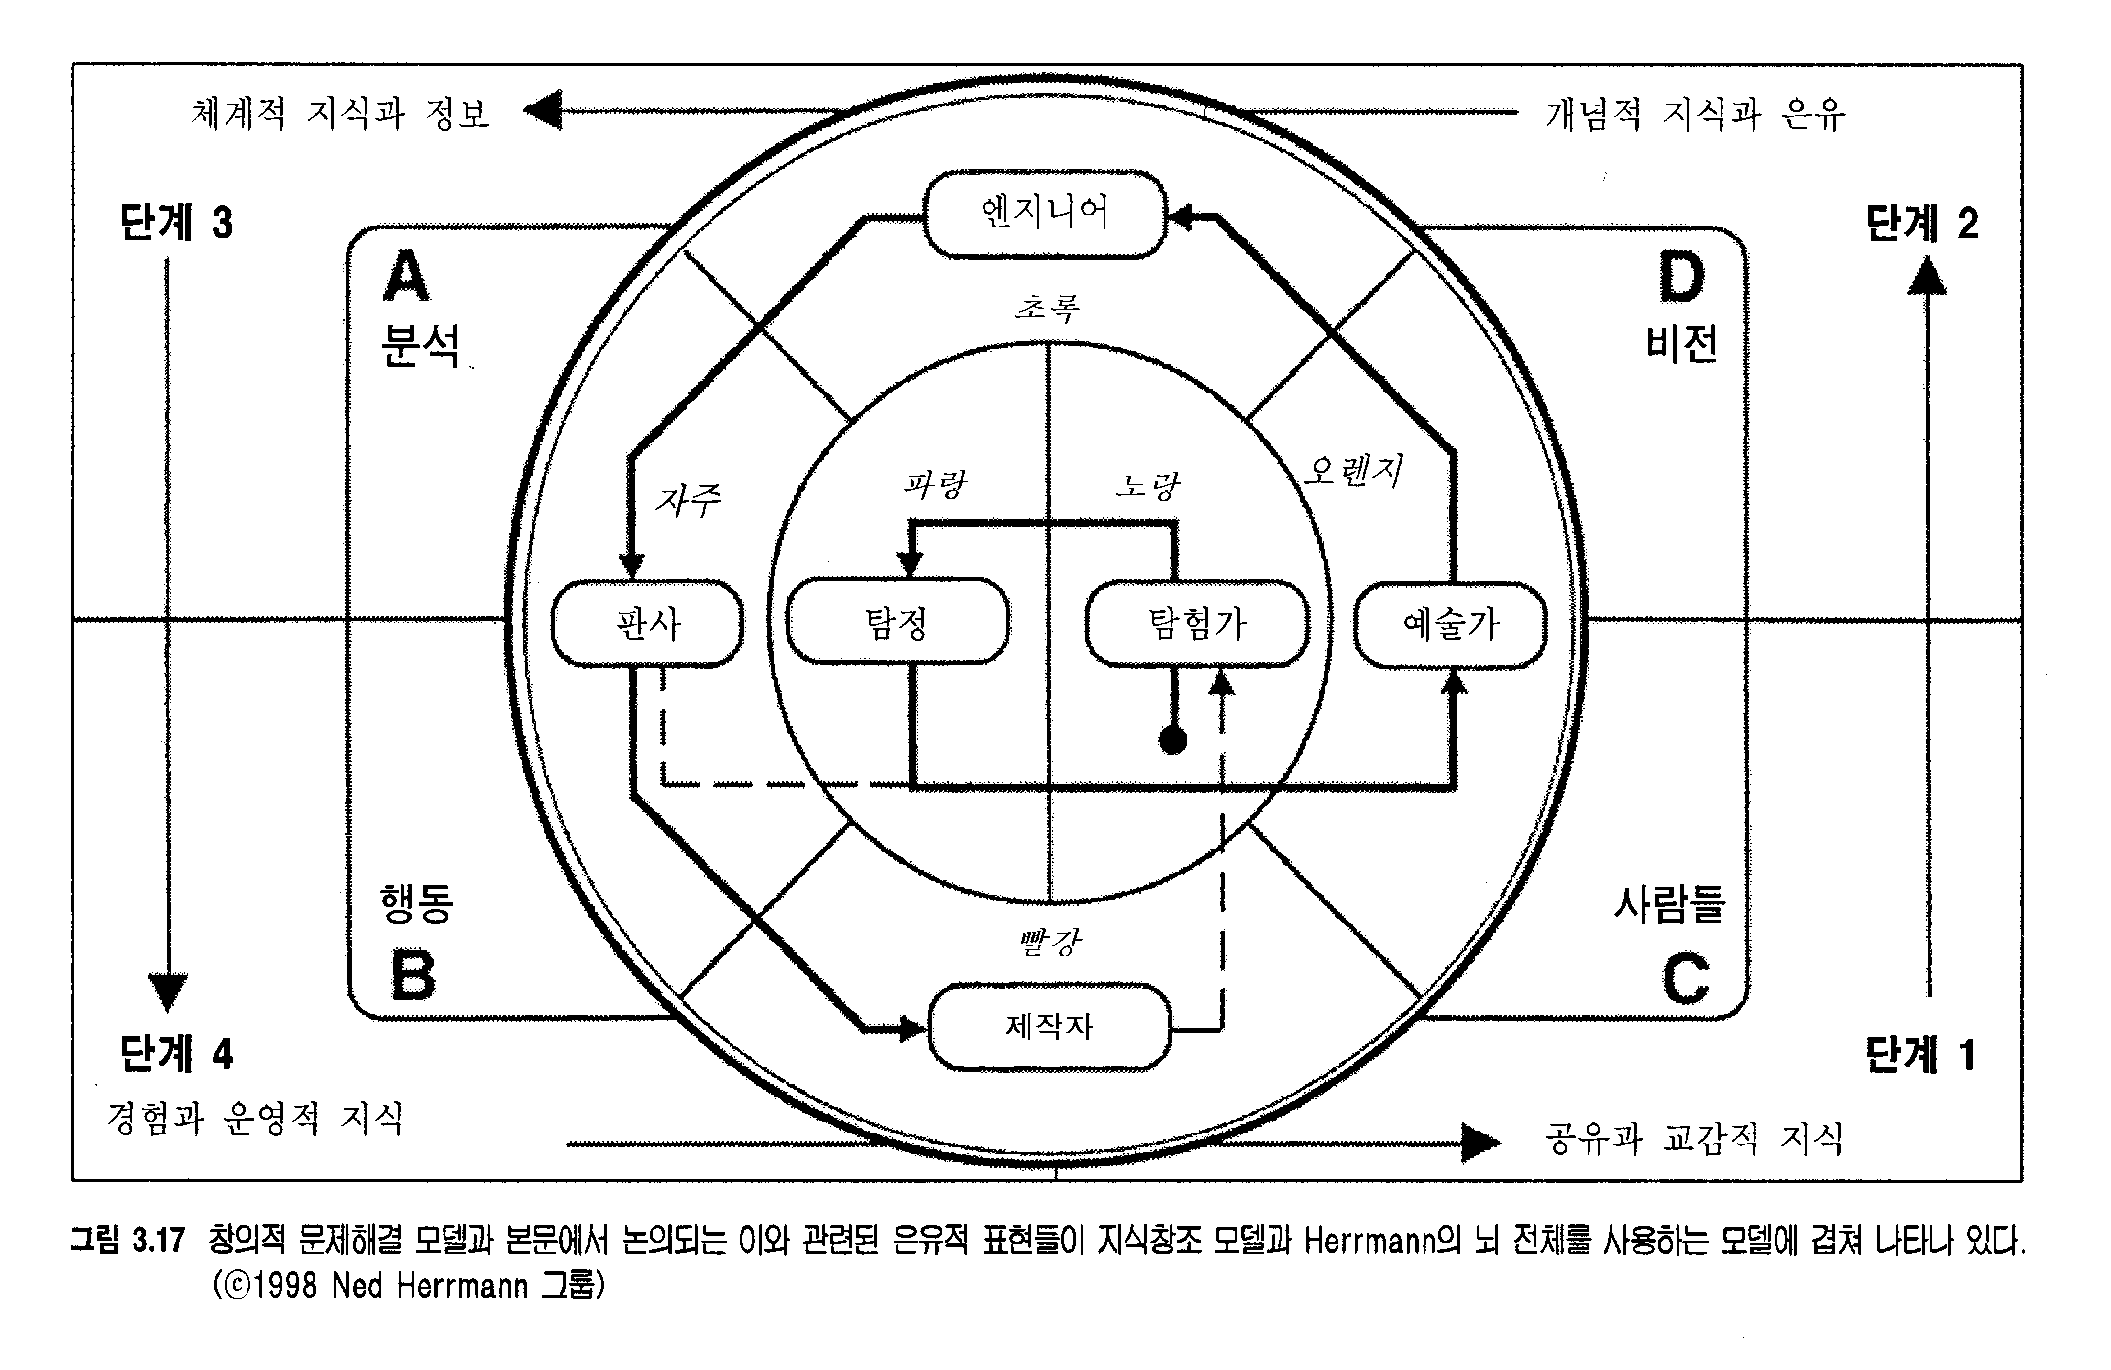 체계적 지식과 정보
개념적 지식과 은유
단계 3
단계 2
엔지니어
A
분석
D
비전
초록
자주
파랑
노랑
오렌지
판사
탐정
탐험가
예술가
행동
B
사람들
C
빨강
제작자
단계 4
단계 1
경험과 운영적 지식
공유과 교감적 지식
그림 3.17 창의적 문제해결 모델과 본문에서 논의되는 이와 관련된 은유적 표현들이 지식창조 모델과 Herrmann의 뇌 전체를 사용하는 모델에 겹쳐 나타나 있다.
(ⓒ1998 Ned Herrmann 그룹)